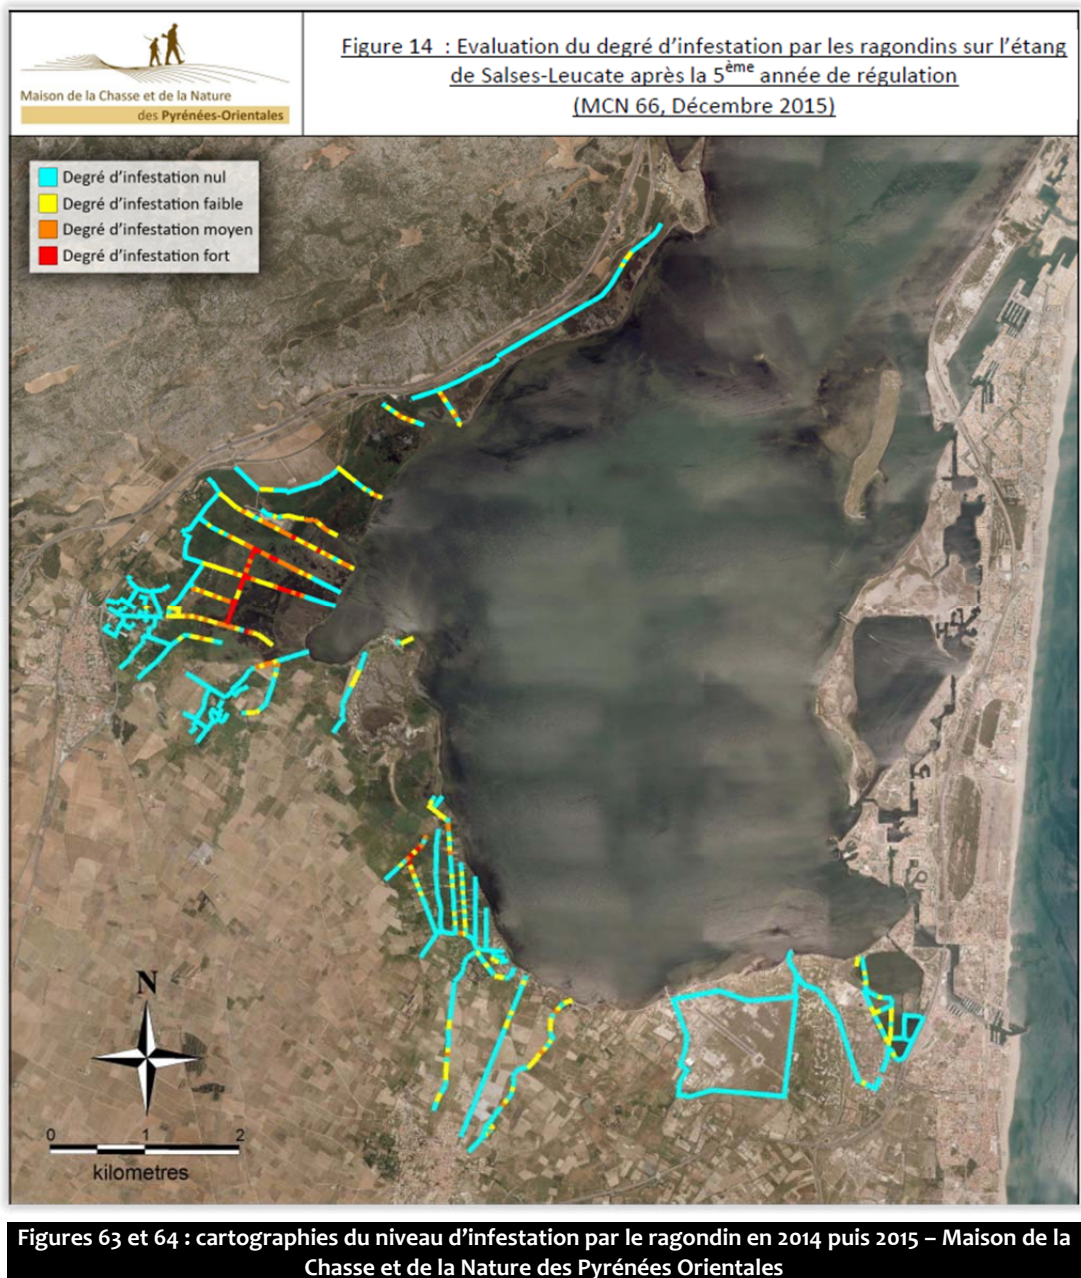 Maison de la Chasse et de la Nature
des Pyrénées-Orientales
Figure 14 : Evaluation du degré d'infestation par les ragondins sur l'étang
de Salses-Leucate après la 5ème année de régulation
(MCN 66, Décembre 2015)
Degré d'infestation nul
Degré d'infestation faible
Degré d'infestation moyen
Degré d'infestation fort
N
0 1 2
kilometres
Figures 63 et 64 : cartographies du niveau d'infestation par le ragondin en 2014 puis 2015 – Maison de la
Chasse et de la Nature des Pyrénées Orientales